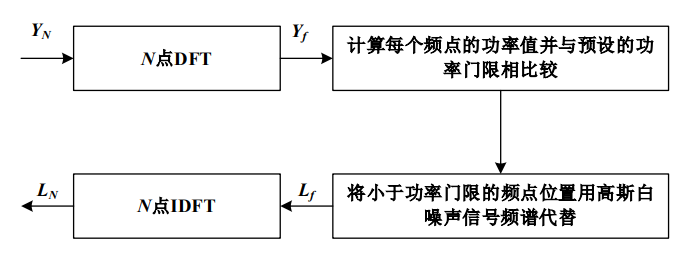 Y_N
N点DFT
Y_f
计算每个频点的功率值并与预设的功
率门限相比较
L_N
N点IDFT
L_f
将小于功率门限的频点位置用高斯白
噪声信号频谱代替